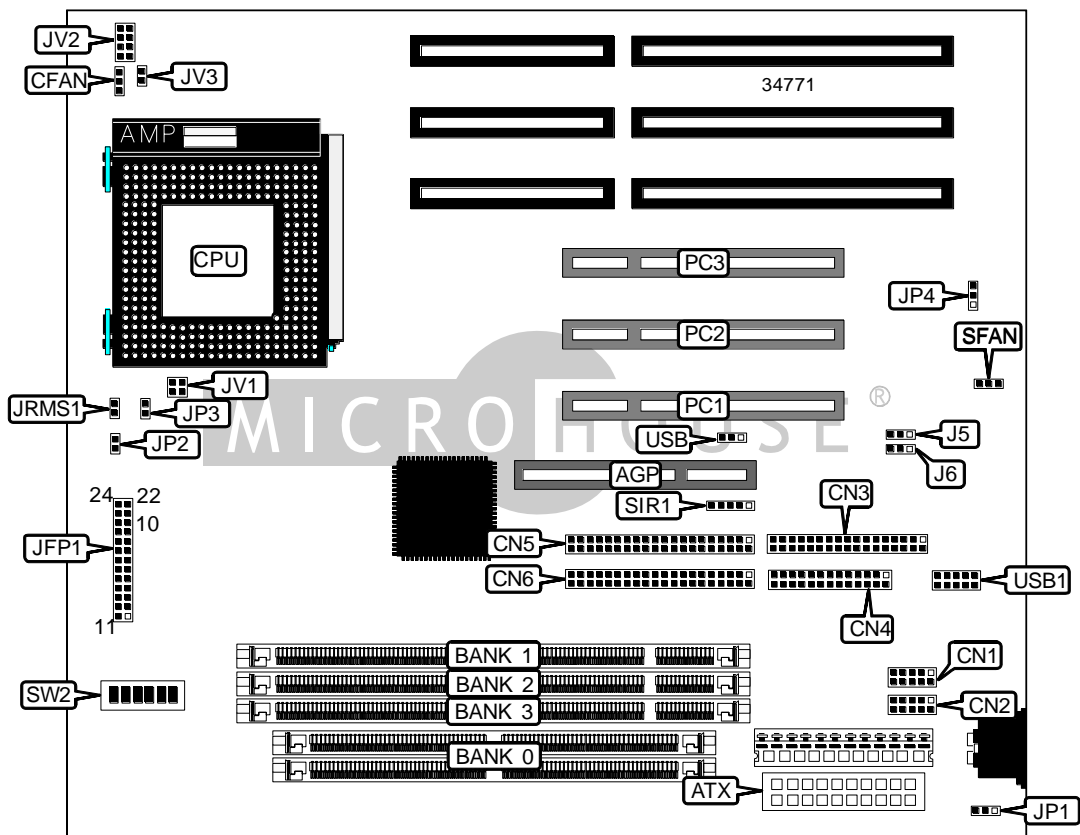 JV2
CFAN
JV3
34771
AMP
CPU
PC3
JP4
PC2
SFAN
JV1
JRMS1
JP3
PC1
MICROHOUSE ®
USB
J5
JP2
J6
AGP
24 22
SIR1
CN3
10
JFP1
CN5
CN6
USB1
11
CN4
BANK 1
CN1
SW2
BANK 2
CN2
BANK 3
BANK 0
ATX
JP1